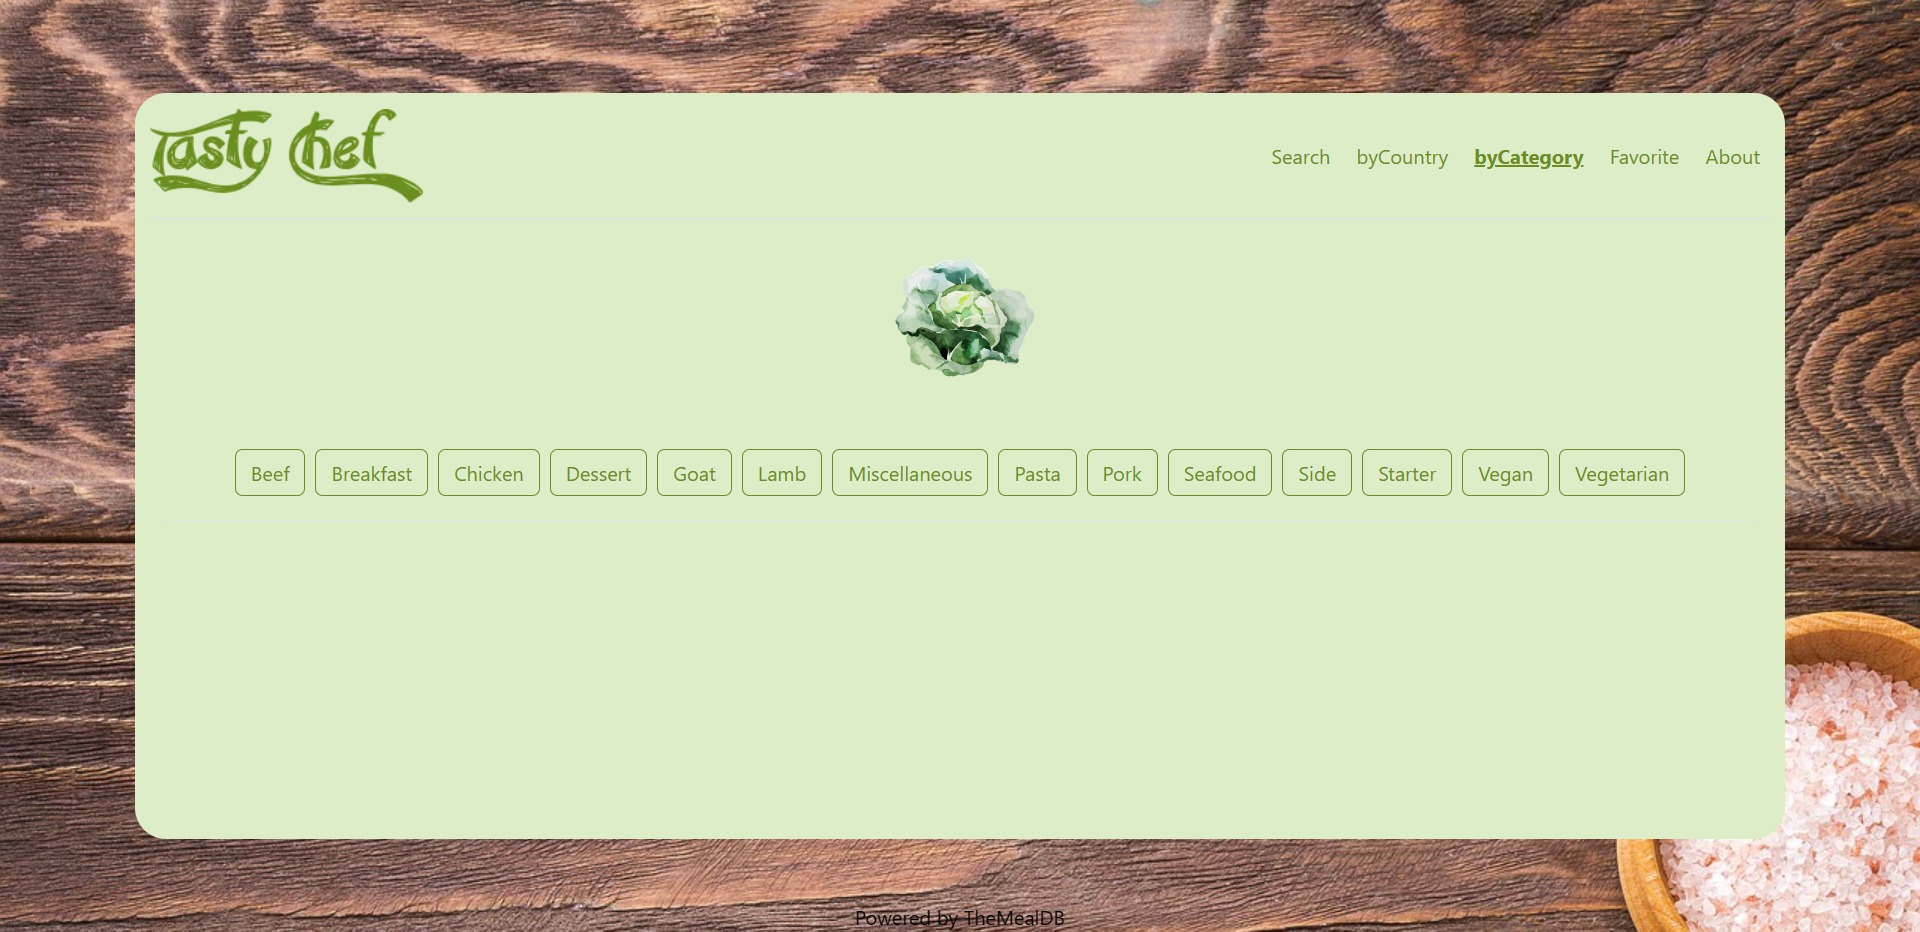 Tasty Chef
Search byCountry byCategory Favorite About
Beef Breakfast Chicken Dessert Goat Lamb Miscellaneous Pasta Pork Seafood Side Starter Vegan Vegetarian
Powered by TheMealDB